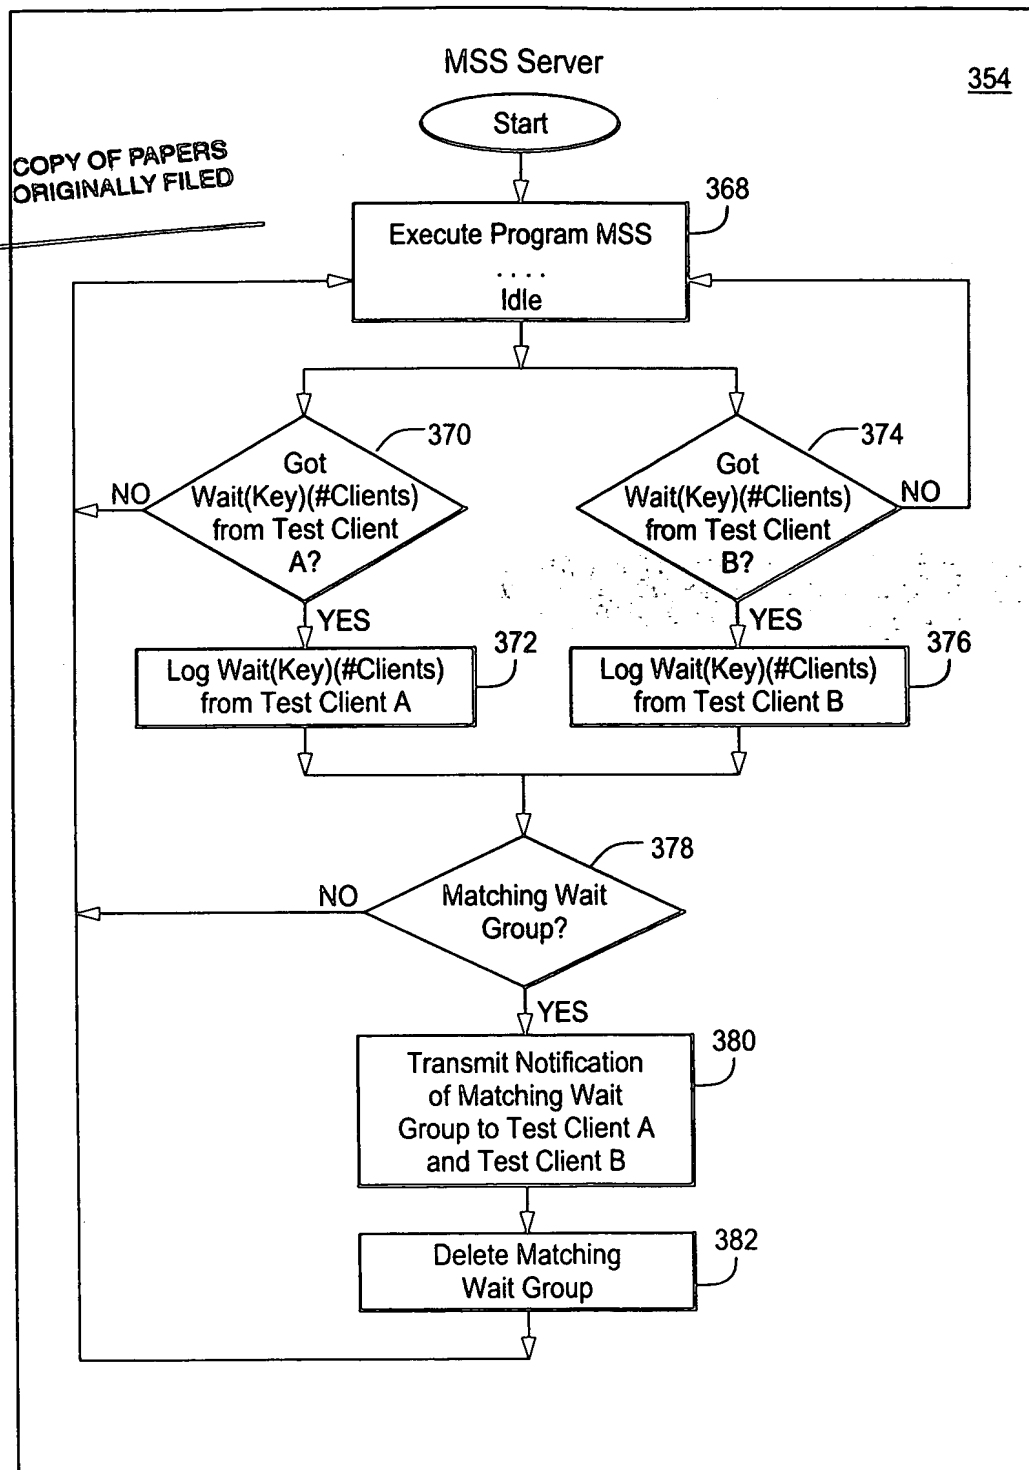 MSS Server
354
Start
COPY OF PAPERS
ORIGINALLY FILED
368
Execute Program MSS
. . . .
Idle
370
Got
Wait(Key)(#Clients)
from Test Client
A?
NO
374
Got
Wait(Key)(#Clients)
from Test Client
B?
NO
YES
YES
372
Log Wait(Key)(#Clients)
from Test Client A
376
Log Wait(Key)(#Clients)
from Test Client B
378
NO
Matching Wait
Group?
YES
380
Transmit Notification
of Matching Wait
Group to Test Client A
and Test Client B
382
Delete Matching
Wait Group